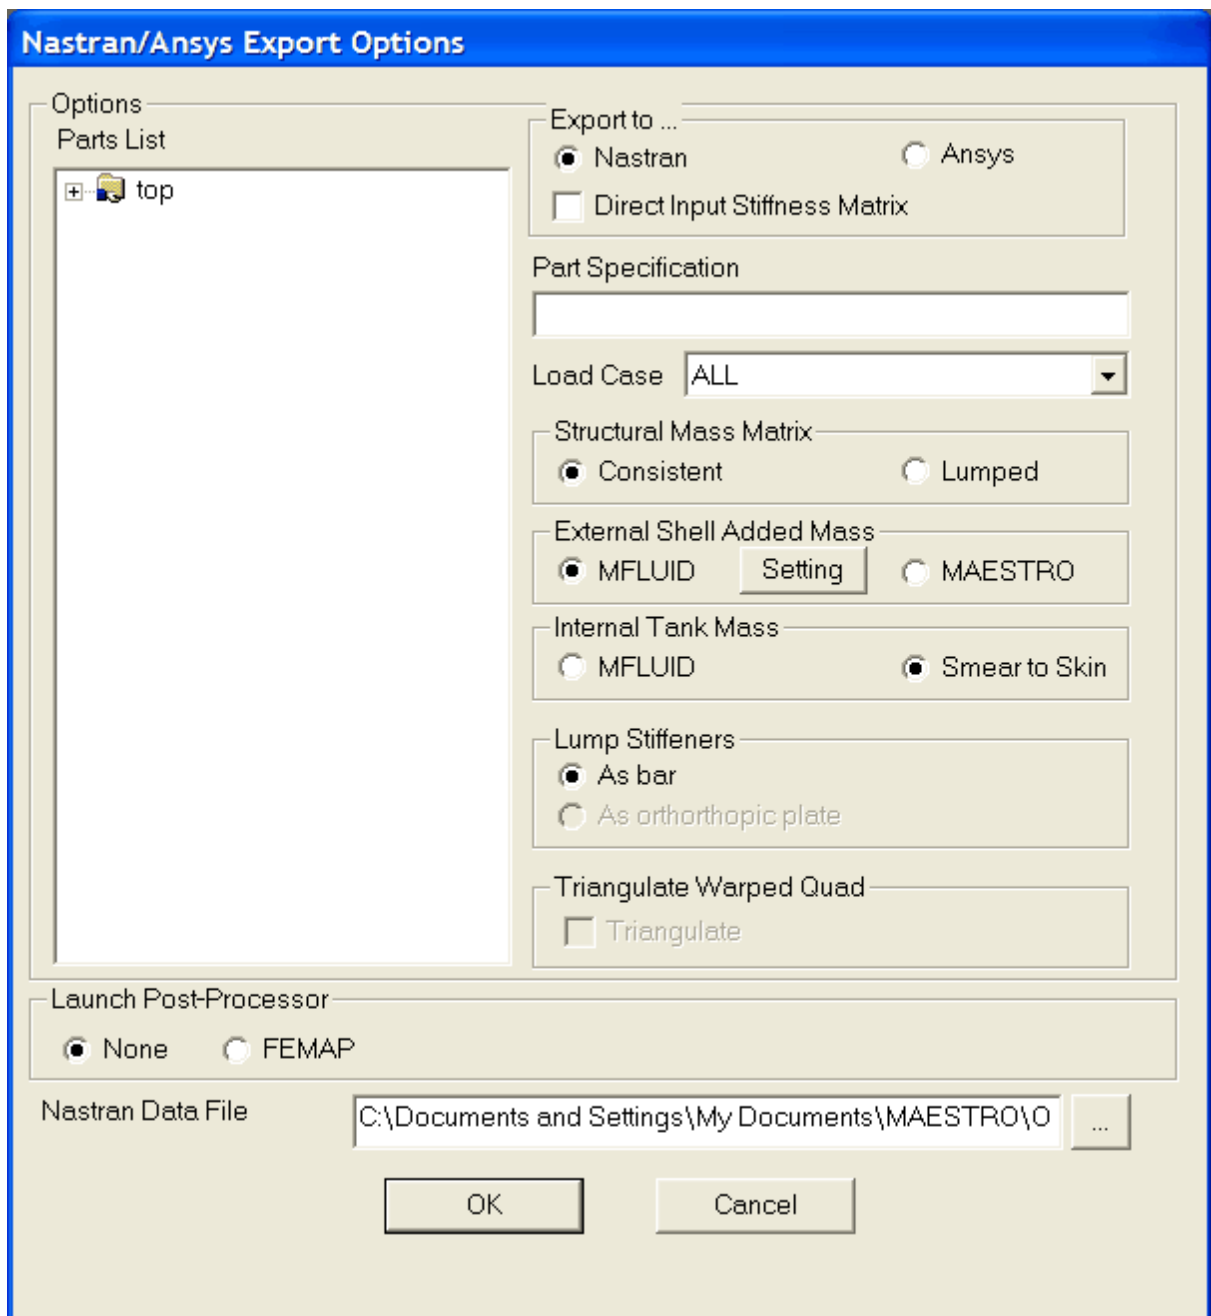 Nastran/Ansys Export Options
Options
Parts List
top
Export to ...
Nastran
Ansys
Direct Input Stiffness Matrix
Part Specification
Load Case
ALL
Structural Mass Matrix
Consistent
Lumped
External Shell Added Mass
MFLUID
Setting
MAESTRO
Internal Tank Mass
MFLUID
Smear to Skin
Lump Stiffeners
As bar
As orthorthopic plate
Triangulate Warped Quad
Triangulate
Launch Post-Processor
None
FEMAP
Nastran Data File
C:\Documents and Settings\My Documents\MAESTRO\O
...
OK
Cancel